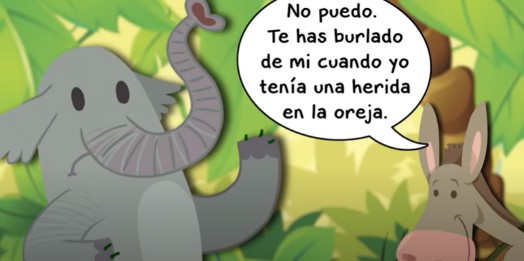 No puedo.
Te has burlado
de mi cuando yo
tenía una herida
en la oreja.